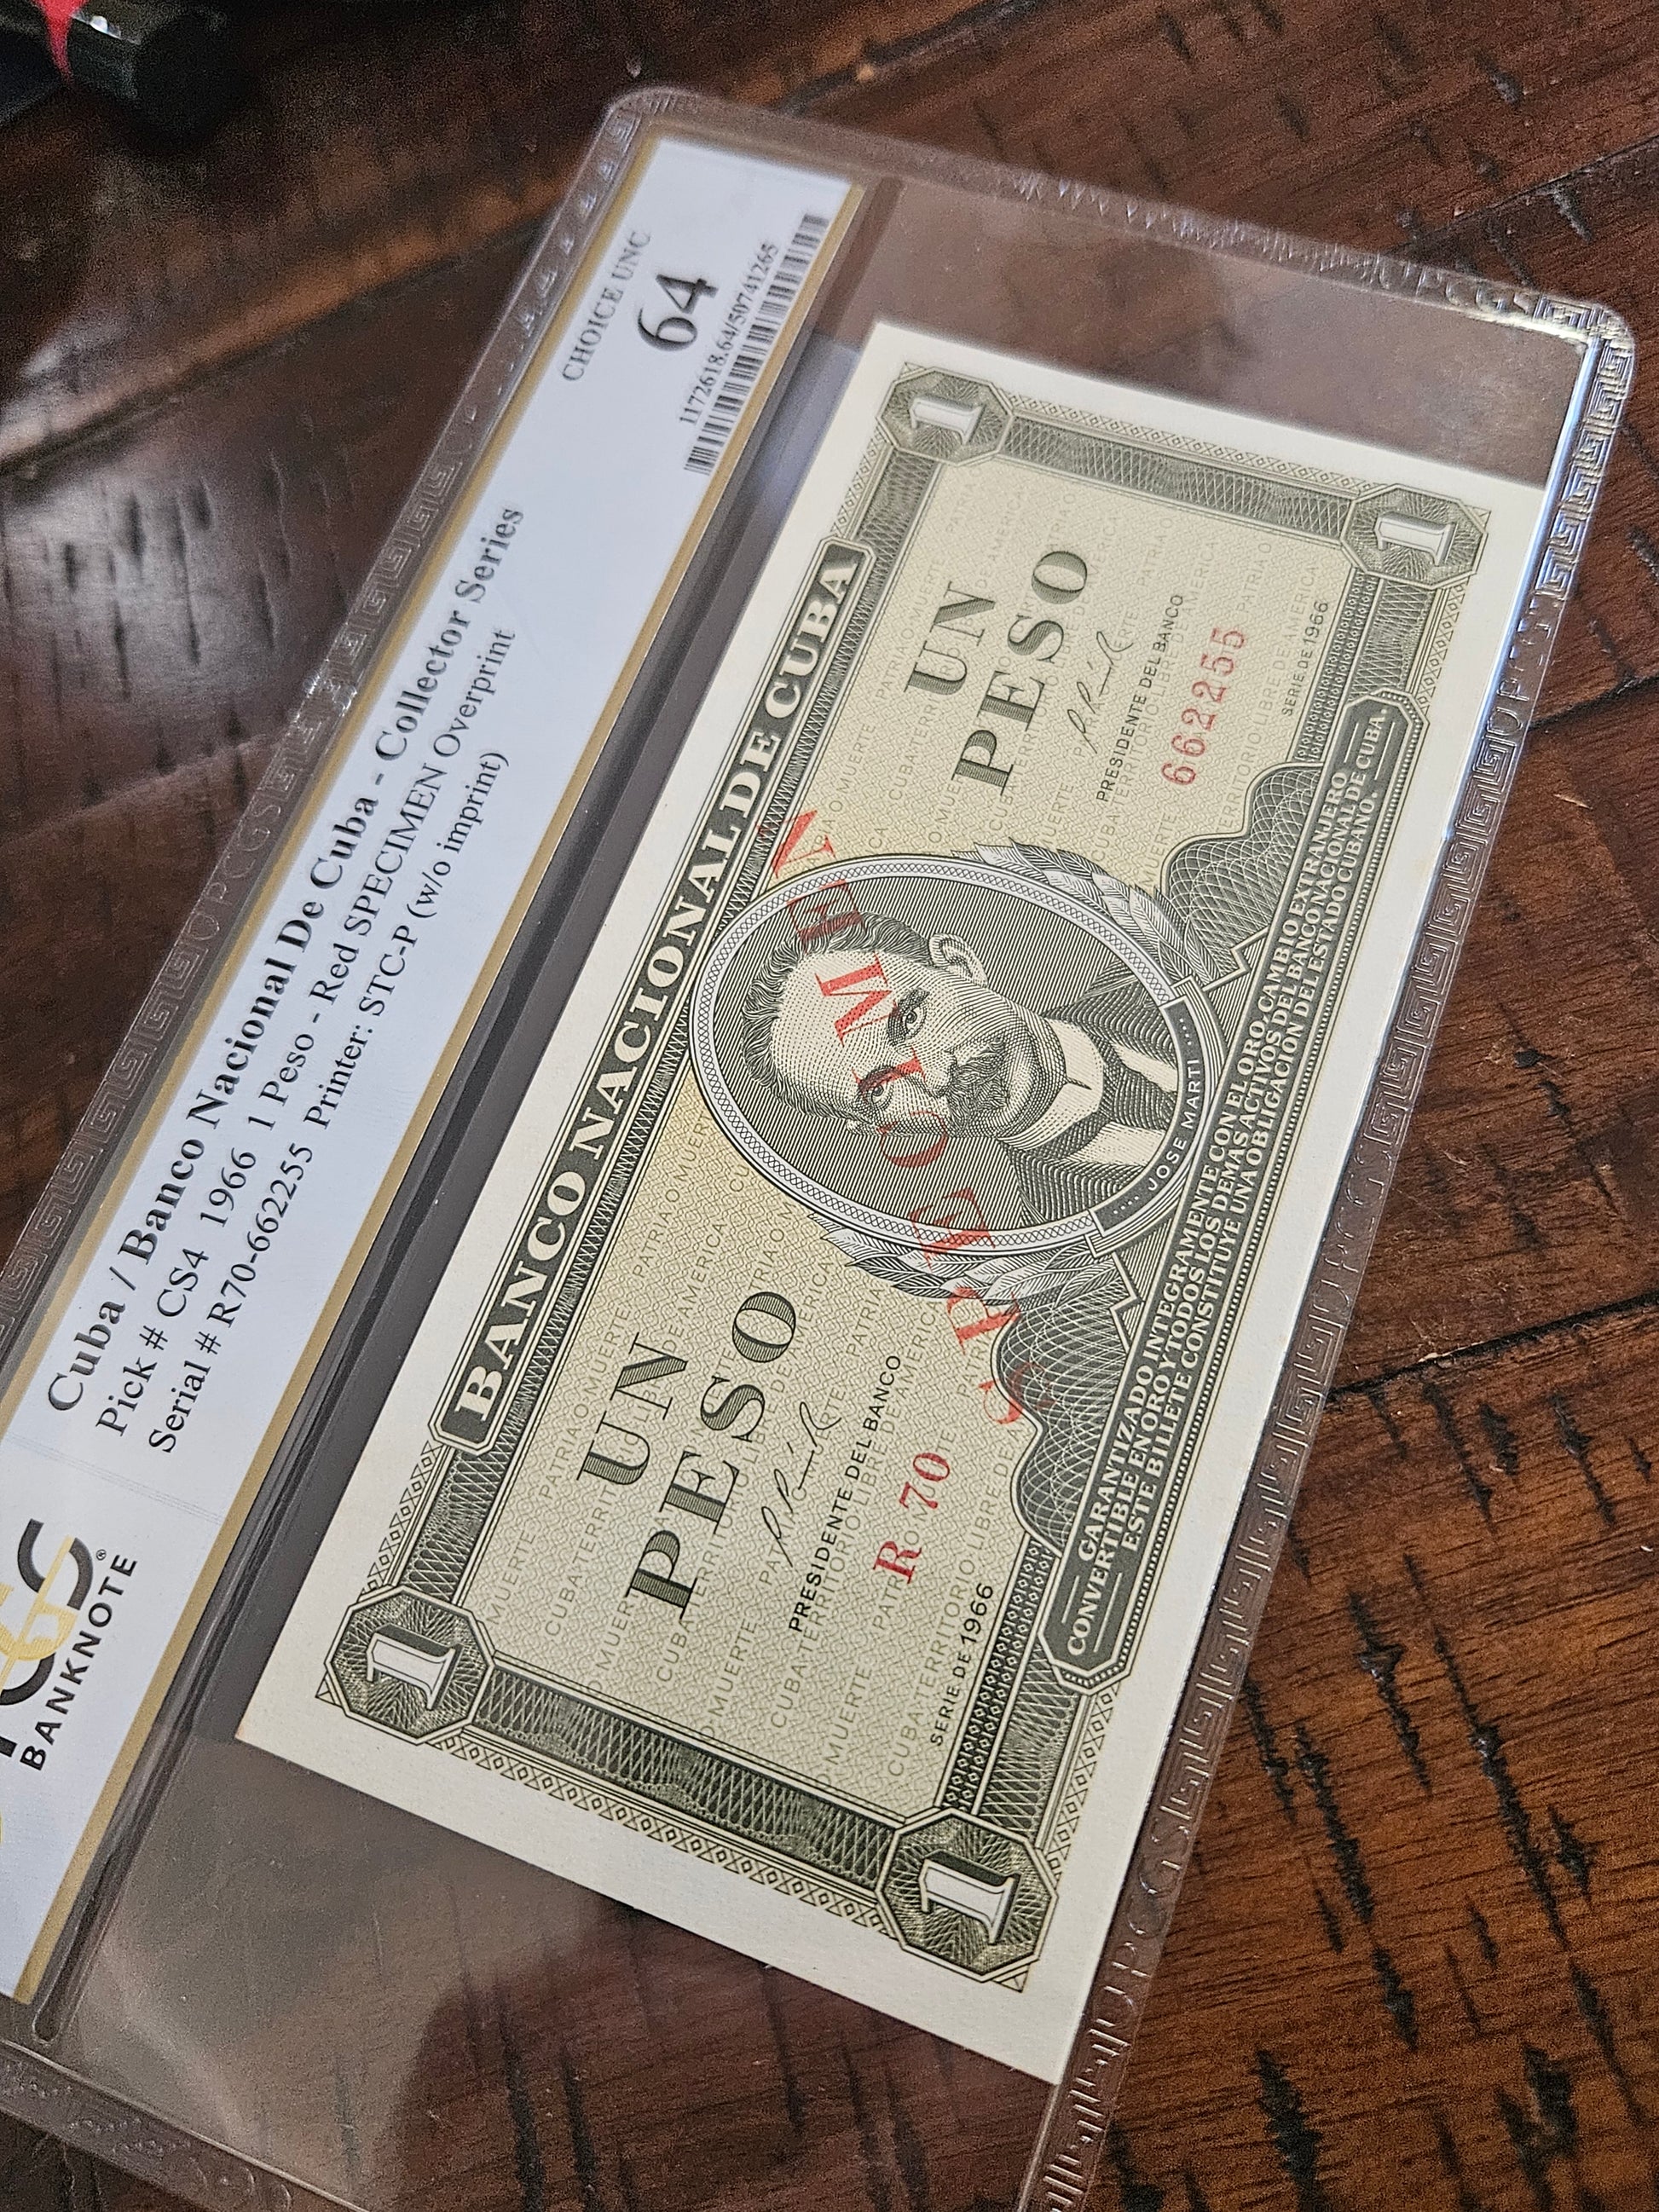 Cuba / Banco Nacional De Cuba - Collector Series
Pick # CS4 1966 1 Peso - Red SPECIMEN Overprint
Serial # R70-662255 Printer: STC-P (w/o imprint)
CHOICE UNC
64
1172618.64/50741265
BANKNOTE
BANCO NACIONAL DE CUBA
1
1
UN
PESO
UN
PESO
PRESIDENTE DEL BANCO
PRESIDENTE DEL BANCO
R 70
662255
SERIE DE 1966
SERIE DE 1966
SPECIMEN
JOSE MARTI
GARANTIZADO INTEGRAMENTE CON EL ORO, CAMBIO EXTRANJERO
CONVERTIBLE EN ORO Y TODOS LOS DEMAS ACTIVOS DEL BANCO NACIONAL DE CUBA.
ESTE BILLETE CONSTITUYE UNA OBLIGACION DEL ESTADO CUBANO.
1
1